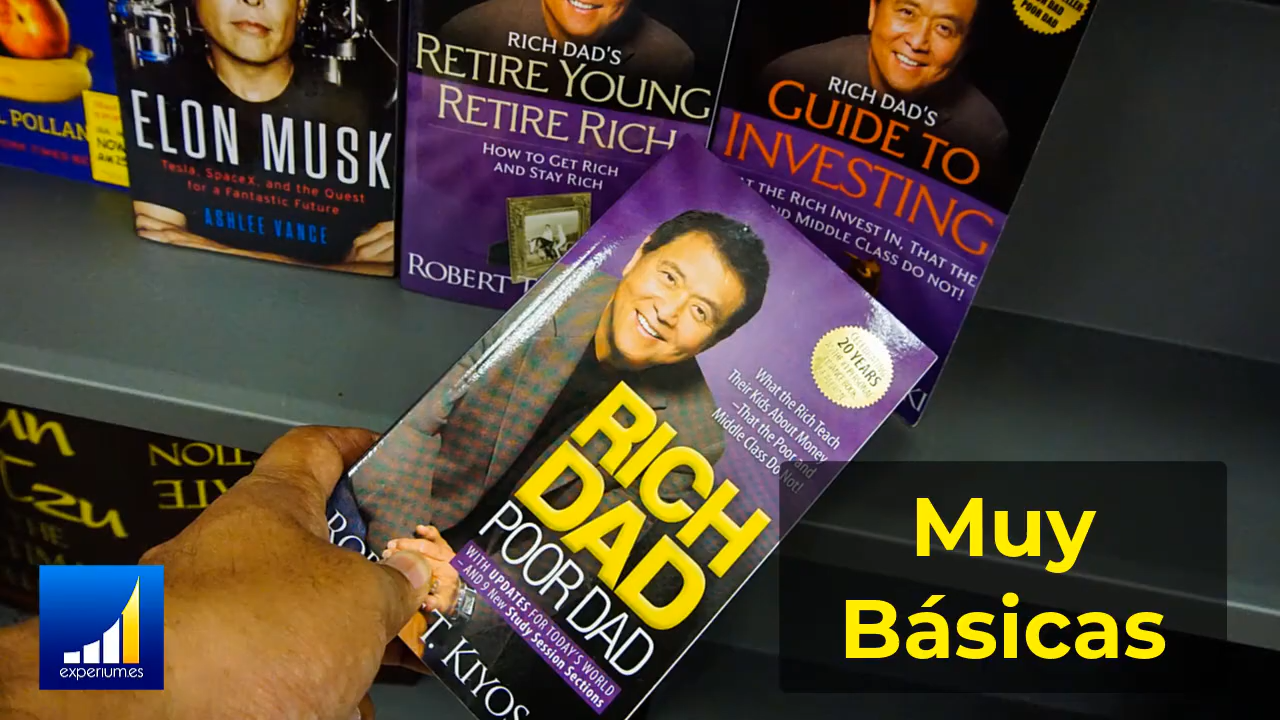 L POLLAN
ELON MUSK
Tesla, SpaceX, and the Quest
for a Fantastic Future
ASHLEE VANCE
RICH DAD'S
RETIRE YOUNG
RETIRE RICH
HOW TO GET RICH
AND STAY RICH
ROBERT
RICH DAD'S
GUIDE TO
INVESTING
THE RICH INVEST IN, THAT THE
MIDDLE CLASS DO NOT!
POOR DAD
20 YEARS
What the Rich Teach
Their Kids About Money
–That the Poor and
Middle Class Do Not!
RICH
DAD
POOR DAD
WITH UPDATES FOR TODAY'S WORLD
– AND 9 New Study Session Sections
T. KIYOS
Muy
Básicas
experium.es